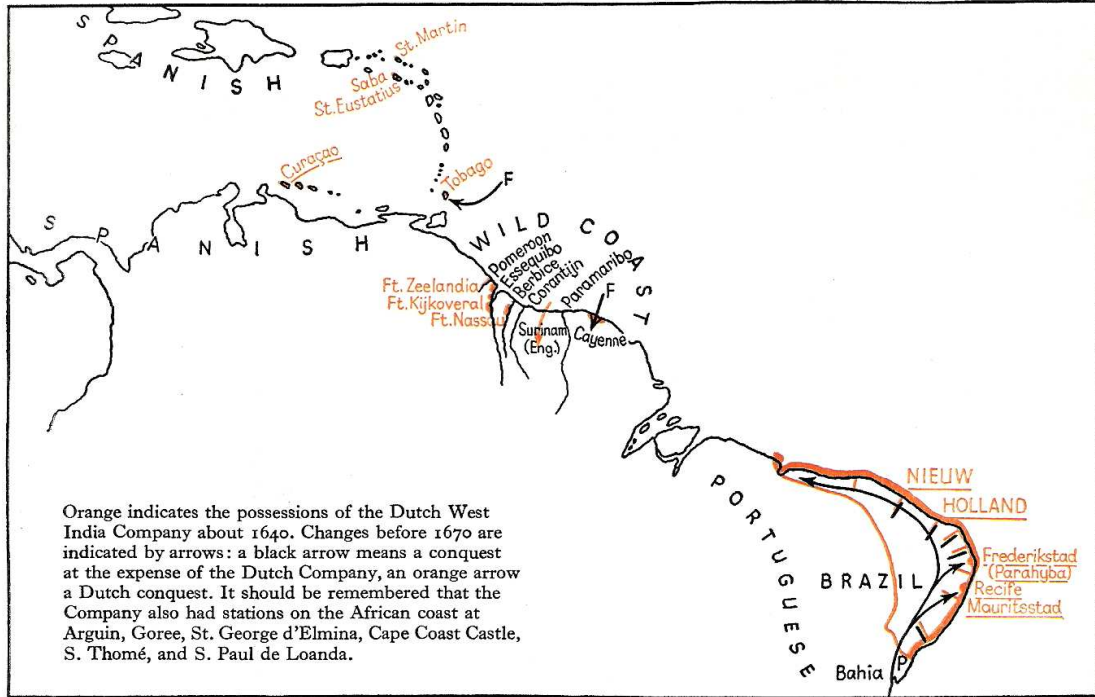 SPANISH
St. Martin
Saba
St. Eustatius
Curaçao
Tobago
F
SPANISH
WILD COAST
Pomeroon
Essequibo
Berbice
Corantijn
Paramaribo
F
Ft. Zeelandia
Ft. Kijkoveral
Ft. Nassau
Surinam
(Eng.)
Cayenne
PORTUGUESE
BRAZIL
NIEUW
HOLLAND
Frederikstad
(Parahyba)
Recife
Mauritsstad
Bahia
P
Orange indicates the possessions of the Dutch West
India Company about 1640. Changes before 1670 are
indicated by arrows: a black arrow means a conquest
at the expense of the Dutch Company, an orange arrow
a Dutch conquest. It should be remembered that the
Company also had stations on the African coast at
Arguin, Goree, St. George d'Elmina, Cape Coast Castle,
S. Thomé, and S. Paul de Loanda.